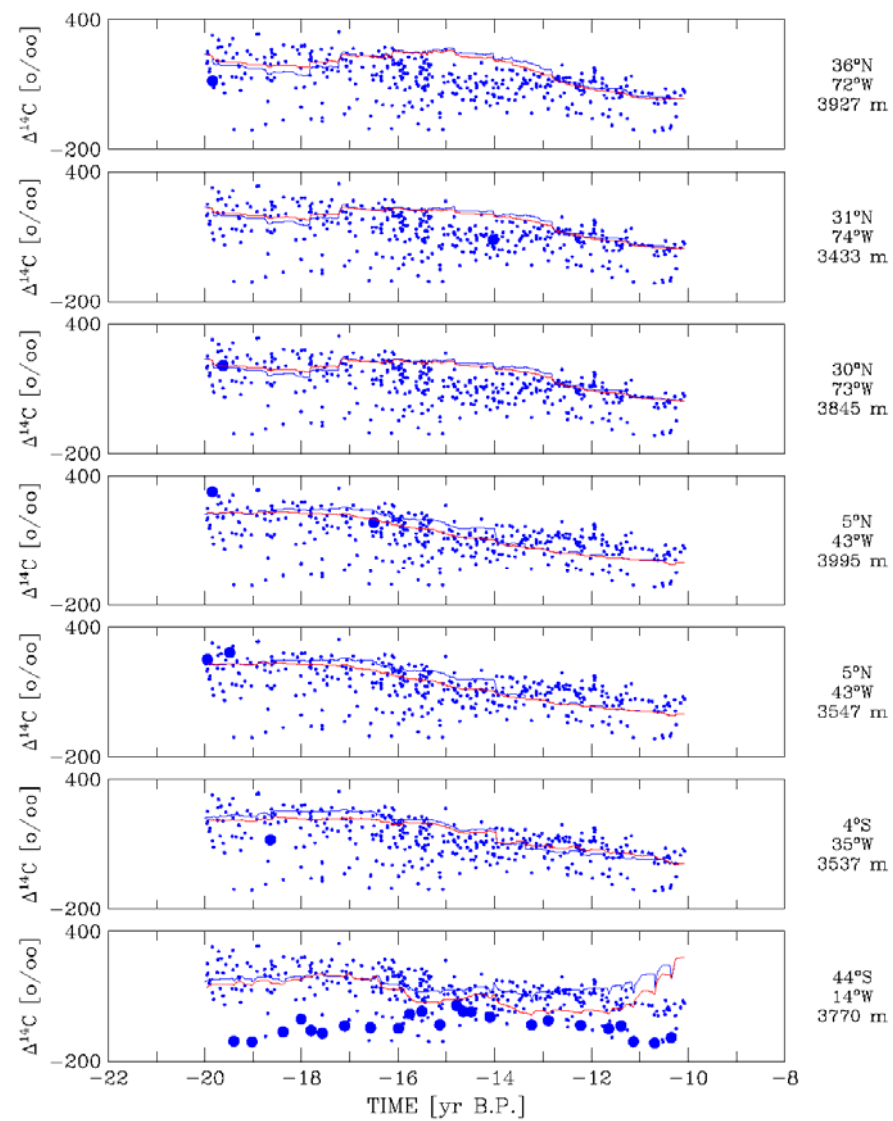 400
Δ¹⁴C [o/oo]
−200
36°N
72°W
3927 m
400
Δ¹⁴C [o/oo]
−200
31°N
74°W
3433 m
400
Δ¹⁴C [o/oo]
−200
30°N
73°W
3845 m
400
Δ¹⁴C [o/oo]
−200
5°N
43°W
3995 m
400
Δ¹⁴C [o/oo]
−200
5°N
43°W
3547 m
400
Δ¹⁴C [o/oo]
−200
4°S
35°W
3537 m
400
Δ¹⁴C [o/oo]
−200
44°S
14°W
3770 m
−22 −20 −18 −16 −14 −12 −10 −8
TIME [yr B.P.]